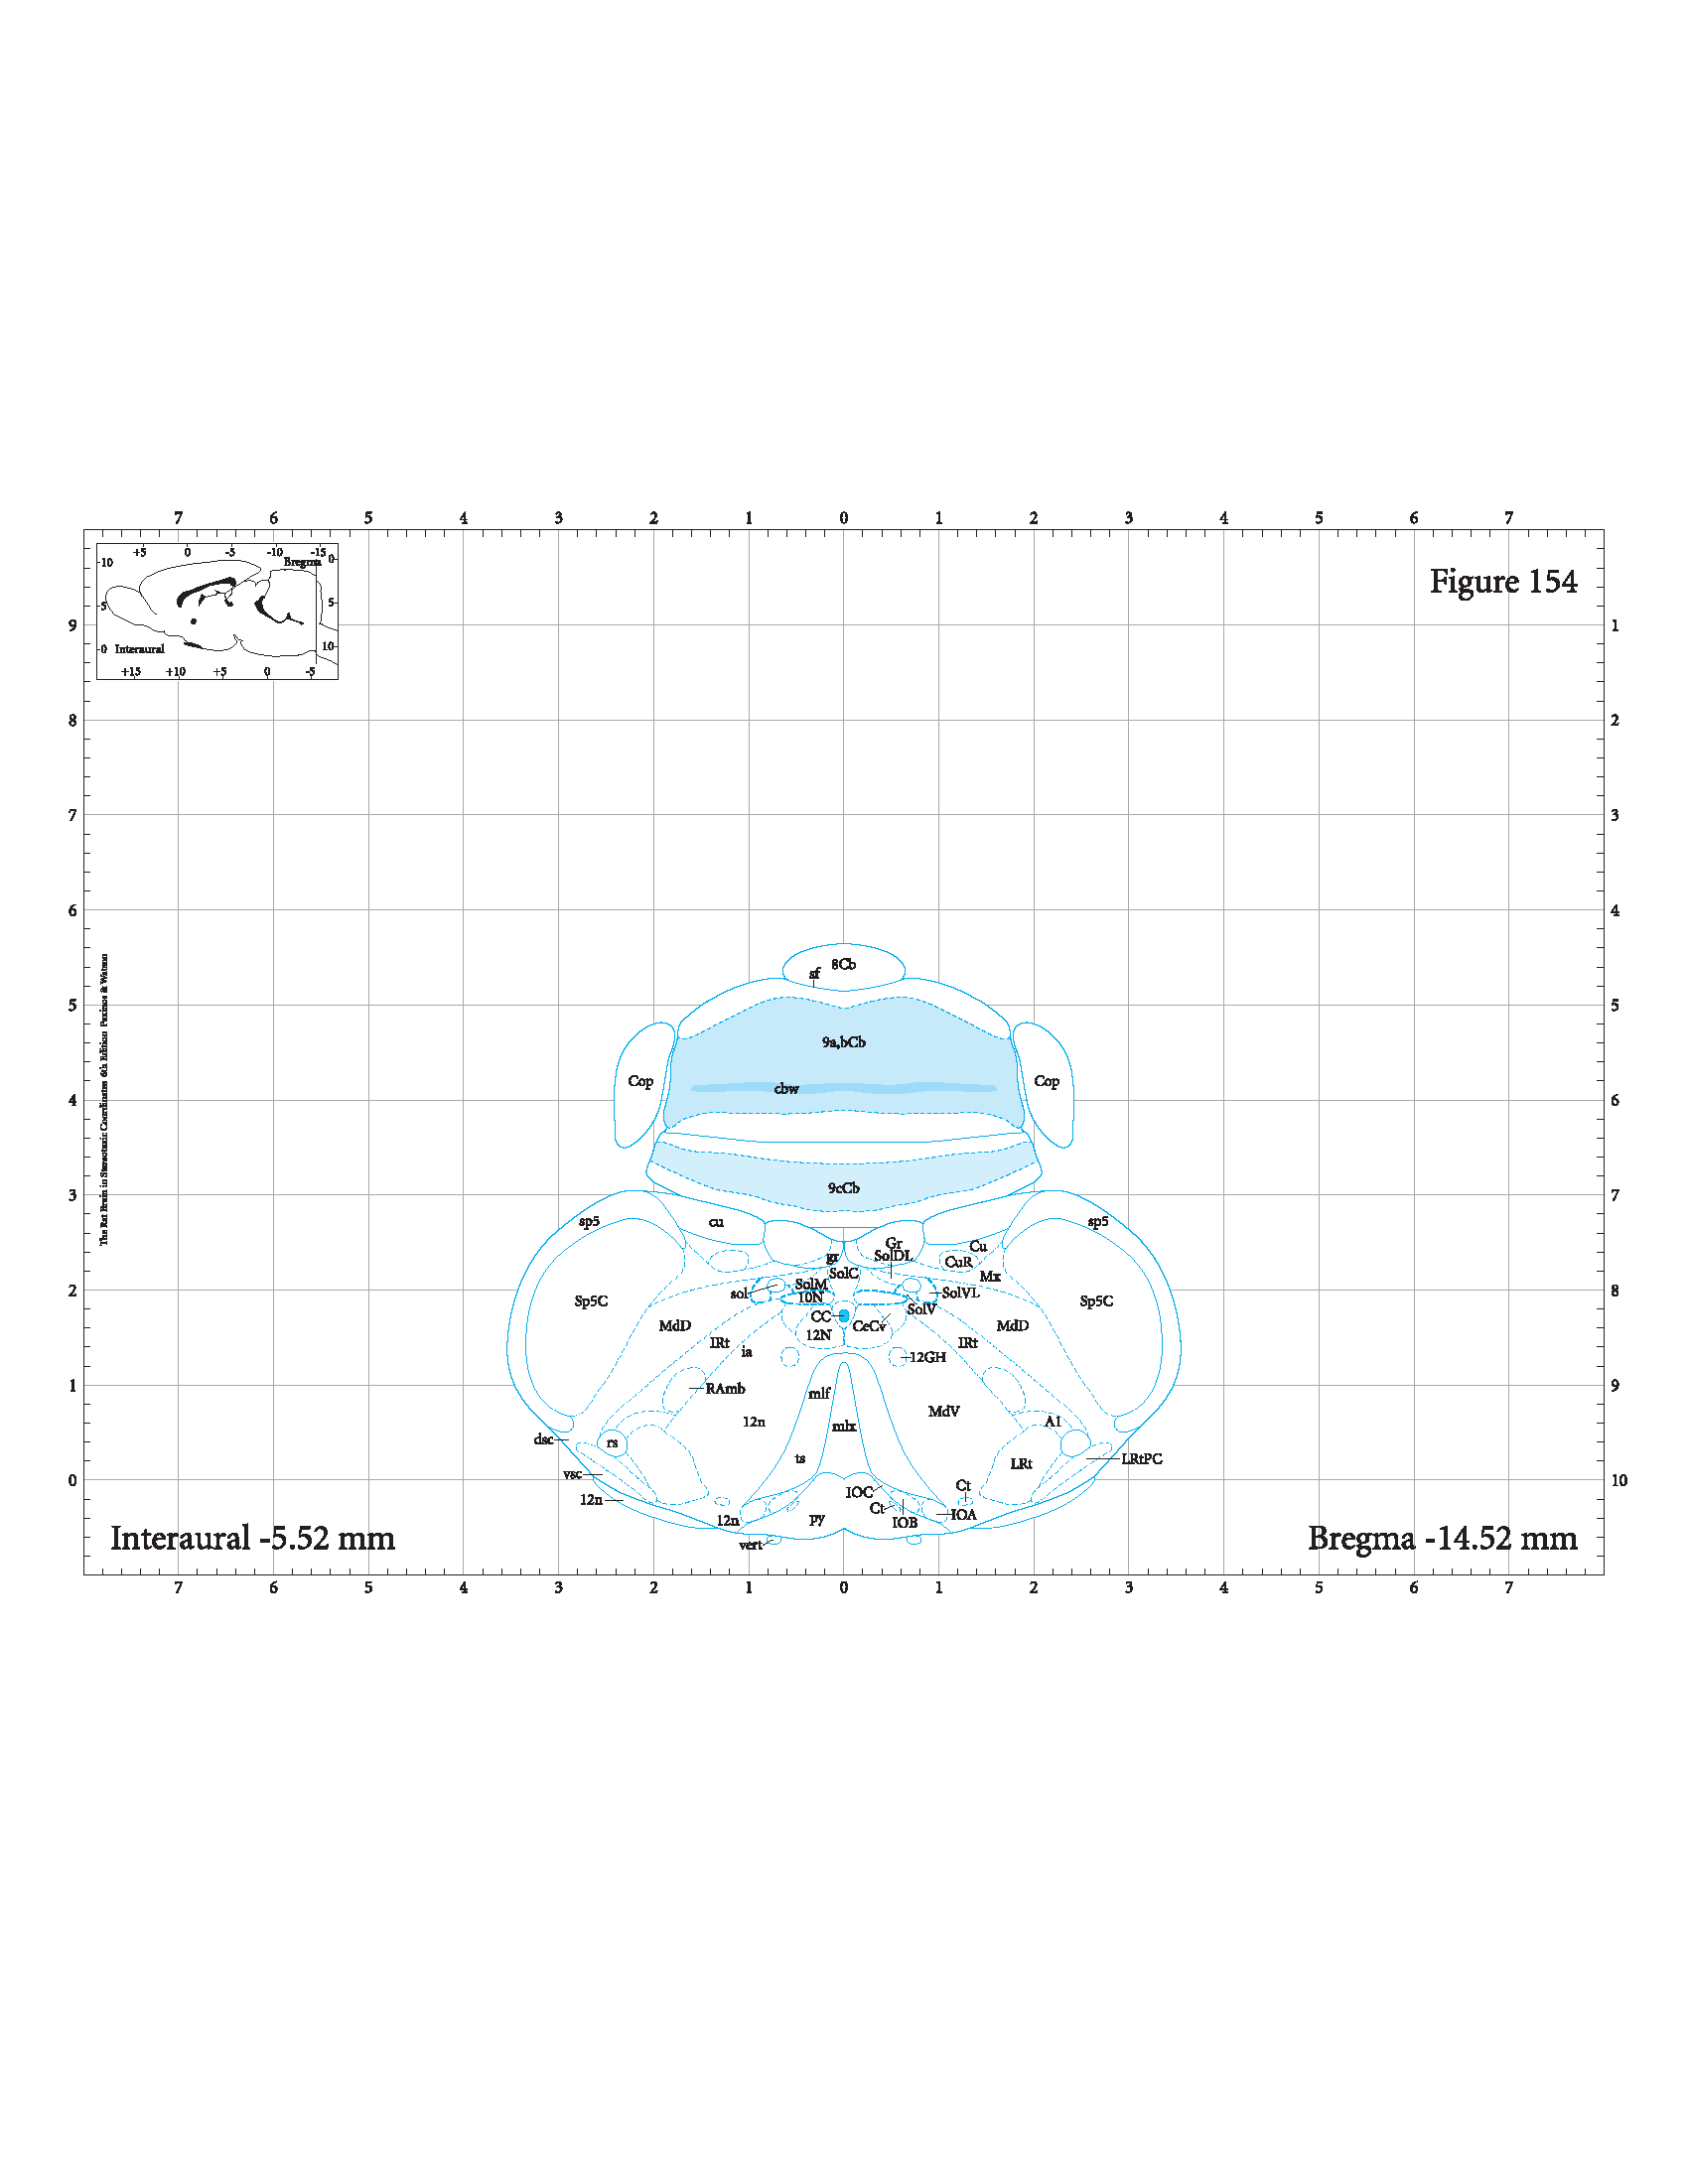 7 6 5 4 3 2 1 0 1 2 3 4 5 6 7
+5 0 -5 -10 -15
Bregma 0
10
5 5
0 Interaural 10
+15 +10 +5 0 -5
Figure 154
9 1
8 2
7 3
6 4
5 5
4 6
3 7
2 8
1 9
0 10
The Rat Brain in Stereotaxic Coordinates 6th Edition Paxinos & Watson
8Cb
sf
9a,bCb
Cop Cop
cbw
9cCb
sp5 cu sp5
Gr Cu
gr SolDL CuR
SolC Mx
SolM
sol 10N SolVL
Sp5C Sp5C
SolV
CC CeCv
MdD 12N MdD
IRt IRt
ia 12GH
RAmb mlf
MdV
12n mlx A1
dsc rs
ts LRt LRtPC
vsc
IOC Ct
12n Ct
12n py IOB IOA
vert
Interaural -5.52 mm Bregma -14.52 mm
7 6 5 4 3 2 1 0 1 2 3 4 5 6 7